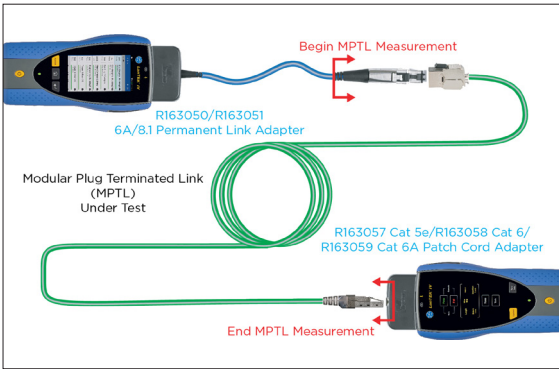 Begin MPTL Measurement
R163050/R163051
6A/8.1 Permanent Link Adapter
Modular Plug Terminated Link
(MPTL)
Under Test
R163057 Cat 5e/R163058 Cat 6/
R163059 Cat 6A Patch Cord Adapter
End MPTL Measurement